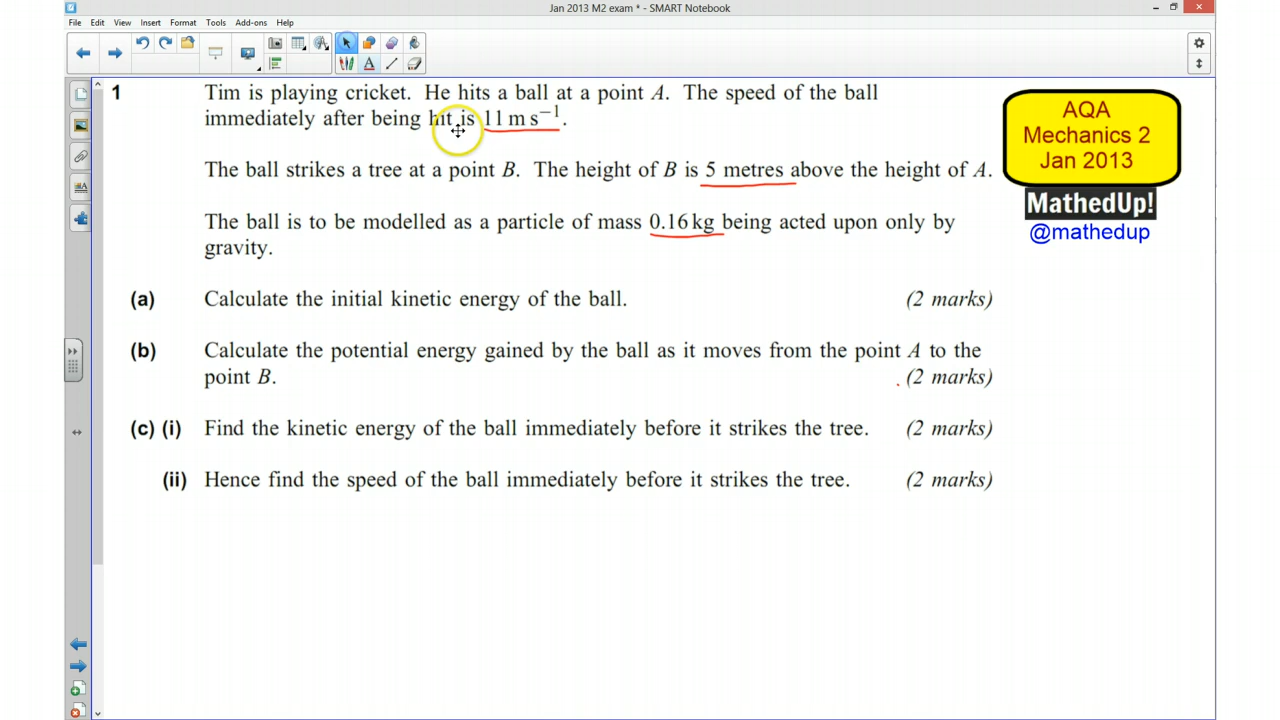 Jan 2013 M2 exam * - SMART Notebook
File Edit View Insert Format Tools Add-ons Help
1 Tim is playing cricket. He hits a ball at a point A. The speed of the ball
immediately after being hit is 11 m s⁻¹.
The ball strikes a tree at a point B. The height of B is 5 metres above the height of A.
The ball is to be modelled as a particle of mass 0.16 kg being acted upon only by
gravity.
(a) Calculate the initial kinetic energy of the ball. (2 marks)
(b) Calculate the potential energy gained by the ball as it moves from the point A to the
point B. (2 marks)
(c) (i) Find the kinetic energy of the ball immediately before it strikes the tree. (2 marks)
(ii) Hence find the speed of the ball immediately before it strikes the tree. (2 marks)
AQA
Mechanics 2
Jan 2013
MathedUp!
@mathedup